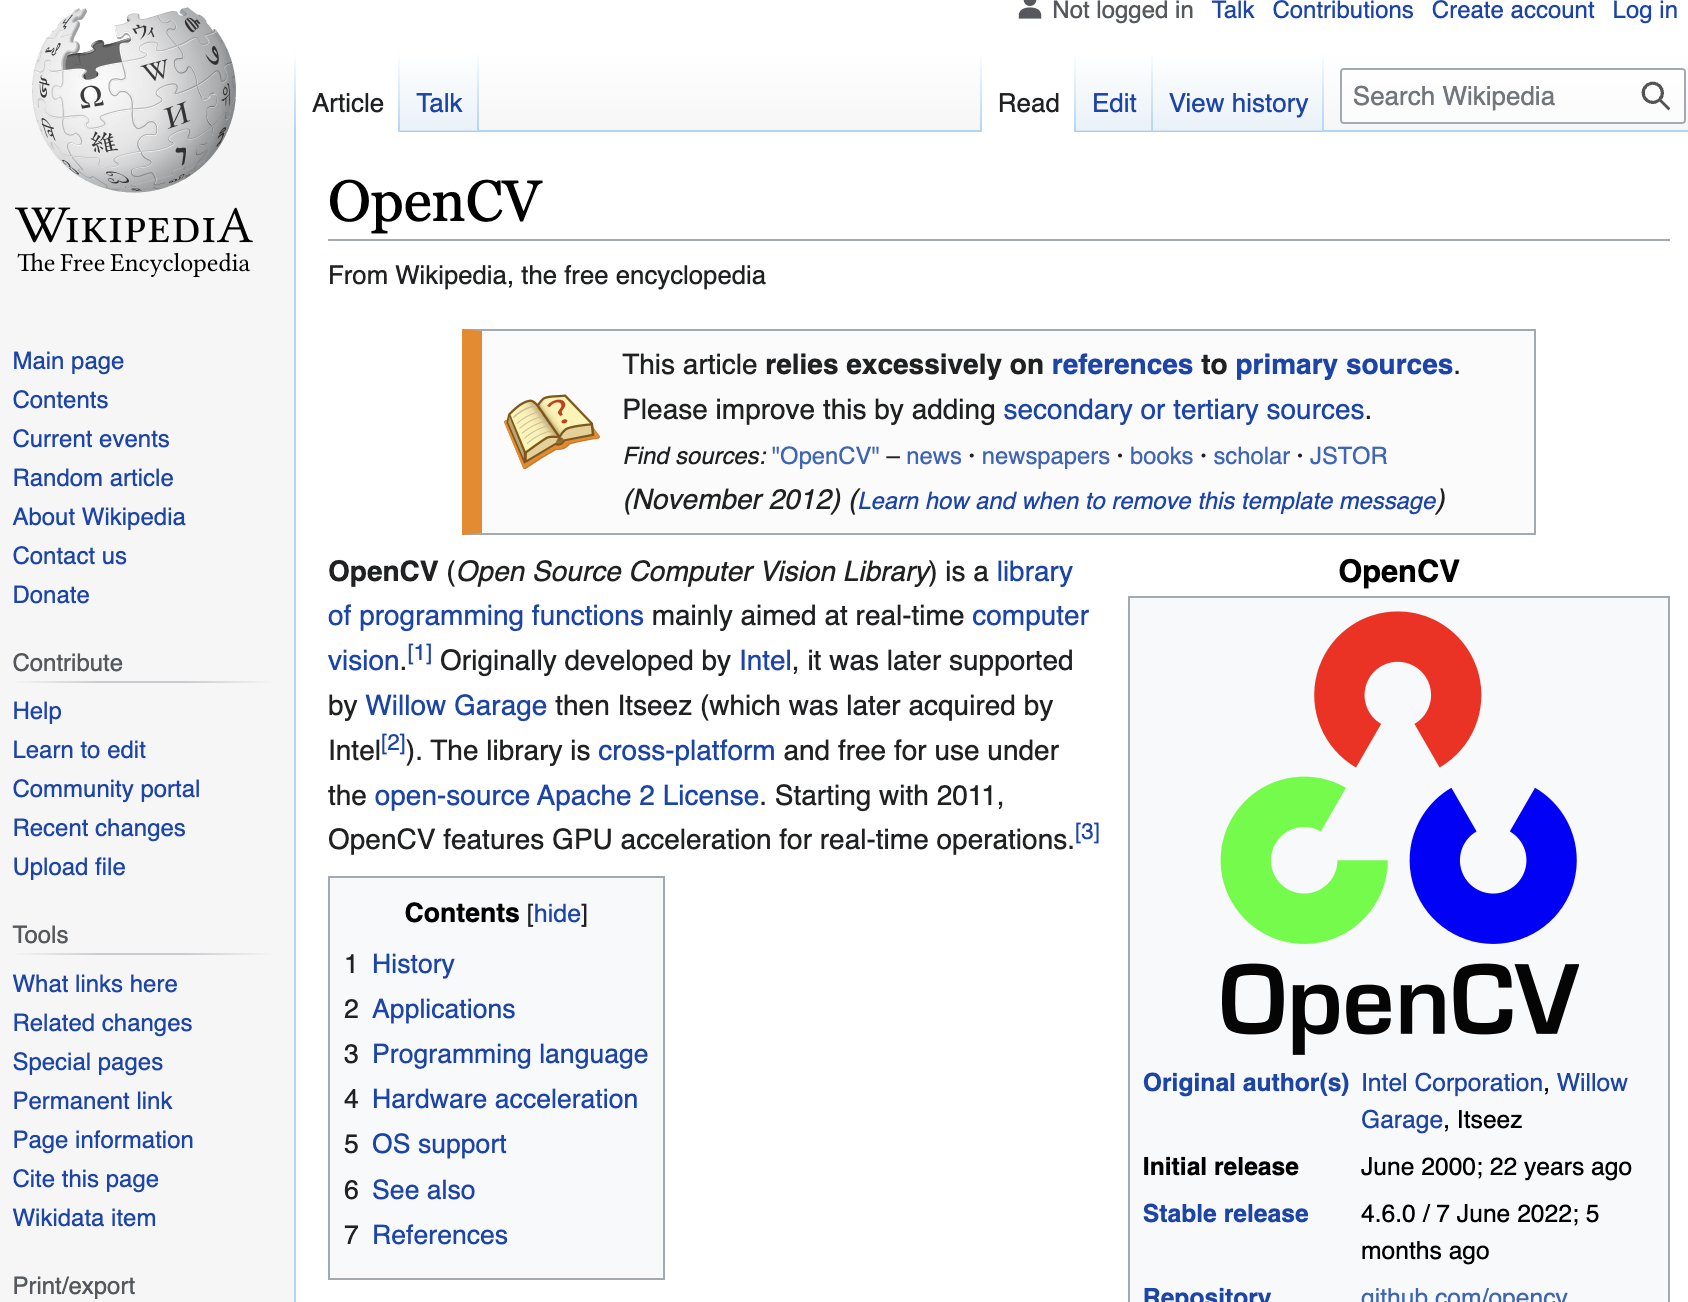 Not logged in Talk Contributions Create account Log in
Article Talk Read Edit View history Search Wikipedia
WIKIPEDIA
The Free Encyclopedia
Main page
Contents
Current events
Random article
About Wikipedia
Contact us
Donate
Contribute
Help
Learn to edit
Community portal
Recent changes
Upload file
Tools
What links here
Related changes
Special pages
Permanent link
Page information
Cite this page
Wikidata item
Print/export
OpenCV
From Wikipedia, the free encyclopedia
This article relies excessively on references to primary sources.
Please improve this by adding secondary or tertiary sources.
Find sources: "OpenCV" – news · newspapers · books · scholar · JSTOR
(November 2012) (Learn how and when to remove this template message)
OpenCV (Open Source Computer Vision Library) is a library
of programming functions mainly aimed at real-time computer
vision.[1] Originally developed by Intel, it was later supported
by Willow Garage then Itseez (which was later acquired by
Intel[2]). The library is cross-platform and free for use under
the open-source Apache 2 License. Starting with 2011,
OpenCV features GPU acceleration for real-time operations.[3]
Contents [hide]
1 History
2 Applications
3 Programming language
4 Hardware acceleration
5 OS support
6 See also
7 References
OpenCV
OpenCV
Original author(s) Intel Corporation, Willow
Garage, Itseez
Initial release June 2000; 22 years ago
Stable release 4.6.0 / 7 June 2022; 5
months ago
Repository github.com/opencv